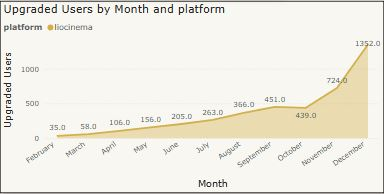 Upgraded Users by Month and platform
platform liocinema
Upgraded Users
1000
500
0
35.0 58.0 106.0 156.0 205.0 263.0 366.0 451.0 439.0 724.0 1352.0
February March April May June July August September October November December
Month